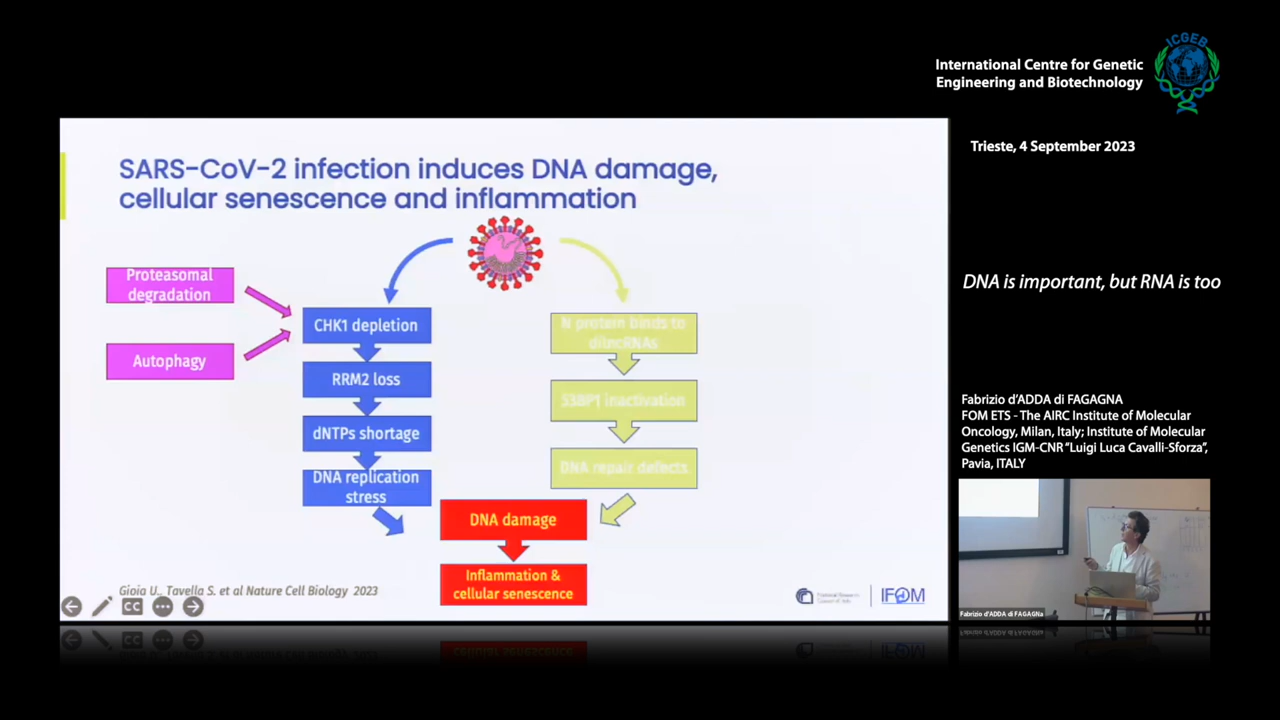 International Centre for Genetic
Engineering and Biotechnology
ICGEB
Trieste, 4 September 2023
SARS-CoV-2 infection induces DNA damage,
cellular senescence and inflammation
Proteasomal
degradation
Autophagy
CHK1 depletion
RRM2 loss
dNTPs shortage
DNA replication
stress
N protein binds to
dilncRNAs
53BP1 inactivation
DNA repair defects
DNA damage
Inflammation &
cellular senescence
Gioia U., Tavella S. et al Nature Cell Biology 2023
CC
IFOM
DNA is important, but RNA is too
Fabrizio d'ADDA di FAGAGNA
FOM ETS - The AIRC Institute of Molecular
Oncology, Milan, Italy; Institute of Molecular
Genetics IGM-CNR "Luigi Luca Cavalli-Sforza",
Pavia, ITALY
Fabrizio d'ADDA di FAGAGNa